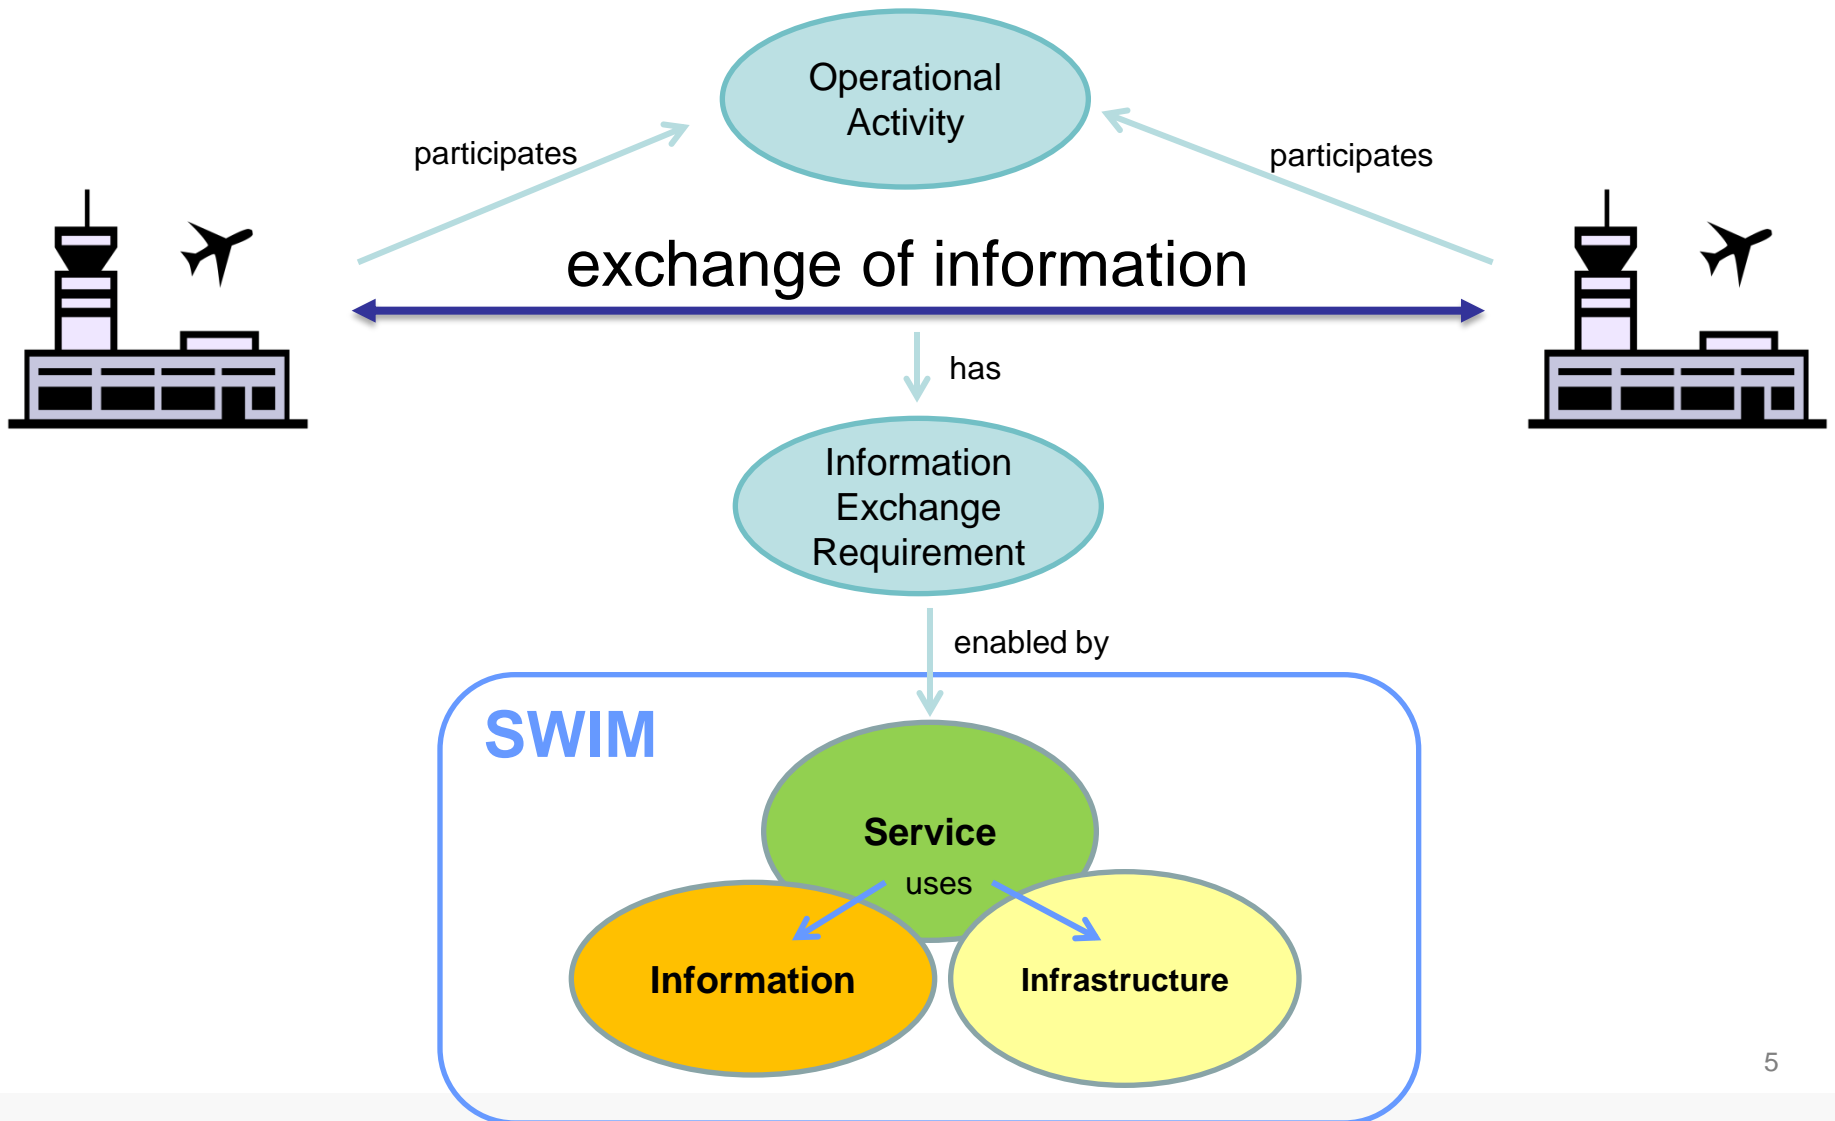 Operational
Activity
participates
participates
exchange of information
has
Information
Exchange
Requirement
enabled by
SWIM
Service
uses
Information
Infrastructure
5